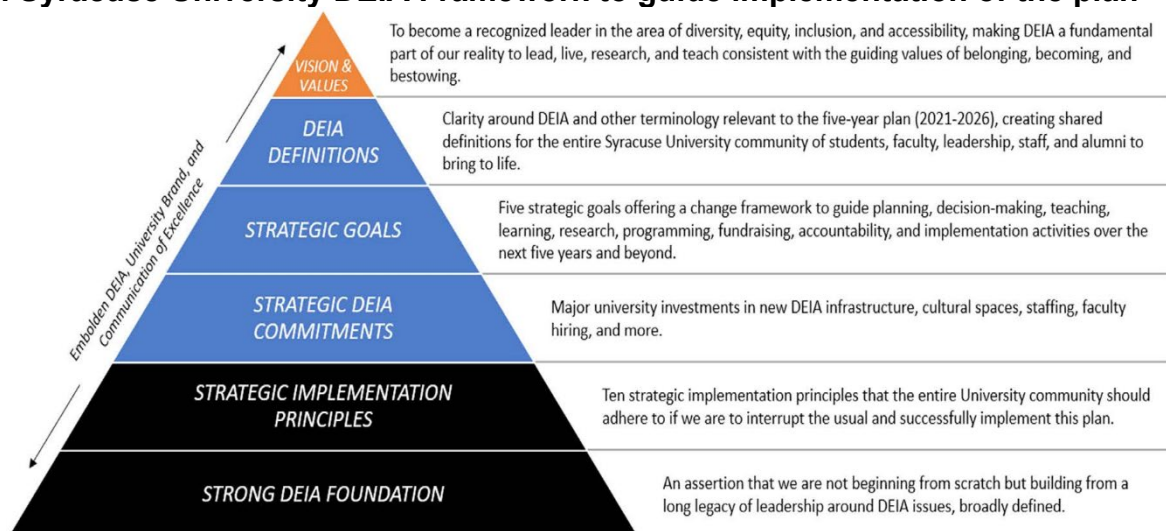 Syracuse University DEIA Framework to guide implementation of the plan
VISION &
VALUES
To become a recognized leader in the area of diversity, equity, inclusion, and accessibility, making DEIA a fundamental
part of our reality to lead, live, research, and teach consistent with the guiding values of belonging, becoming, and
bestowing.
DEIA
DEFINITIONS
Clarity around DEIA and other terminology relevant to the five-year plan (2021-2026), creating shared
definitions for the entire Syracuse University community of students, faculty, leadership, staff, and alumni to
bring to life.
STRATEGIC GOALS
Five strategic goals offering a change framework to guide planning, decision-making, teaching,
learning, research, programming, fundraising, accountability, and implementation activities over the
next five years and beyond.
STRATEGIC DEIA
COMMITMENTS
Major university investments in new DEIA infrastructure, cultural spaces, staffing, faculty
hiring, and more.
STRATEGIC IMPLEMENTATION
PRINCIPLES
Ten strategic implementation principles that the entire University community should
adhere to if we are to interrupt the usual and successfully implement this plan.
STRONG DEIA FOUNDATION
An assertion that we are not beginning from scratch but building from a
long legacy of leadership around DEIA issues, broadly defined.
Embolden DEIA, University Brand, and
Communication of Excellence